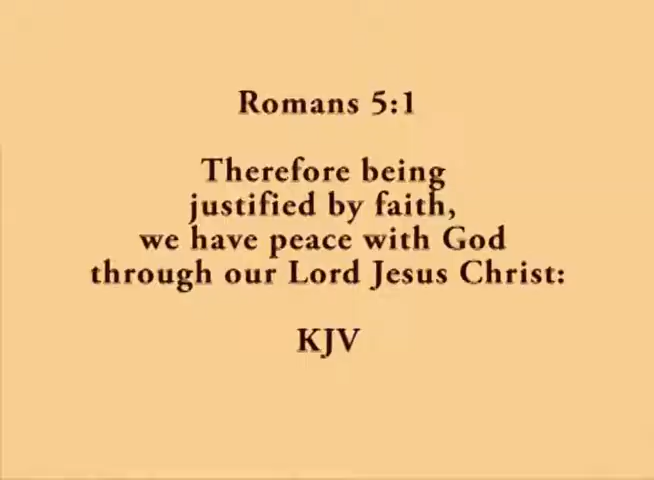 Romans 5:1
Therefore being
justified by faith,
we have peace with God
through our Lord Jesus Christ:
KJV